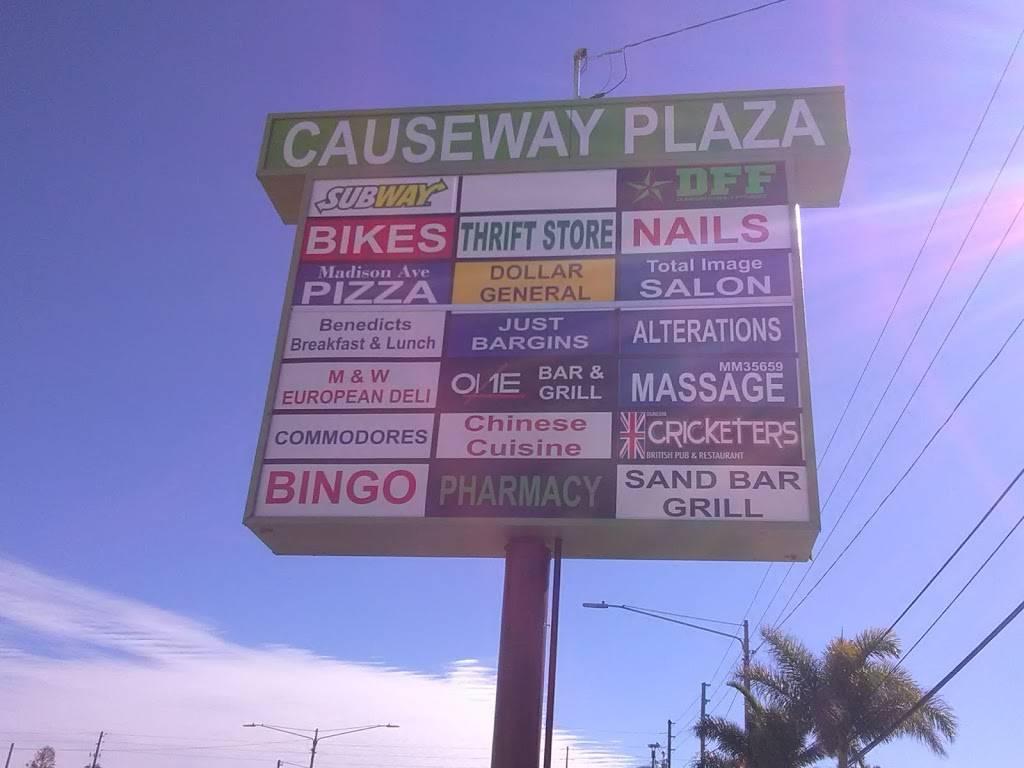 CAUSEWAY PLAZA
SUBWAY
DFF
BIKES
THRIFT STORE
NAILS
Madison Ave
PIZZA
DOLLAR
GENERAL
Total Image
SALON
Benedicts
Breakfast & Lunch
JUST
BARGINS
ALTERATIONS
M & W
EUROPEAN DELI
ONE BAR &
GRILL
MM35659
MASSAGE
COMMODORES
Chinese
Cuisine
DUNEDIN
CRICKETERS
BRITISH PUB & RESTAURANT
BINGO
PHARMACY
SAND BAR
GRILL